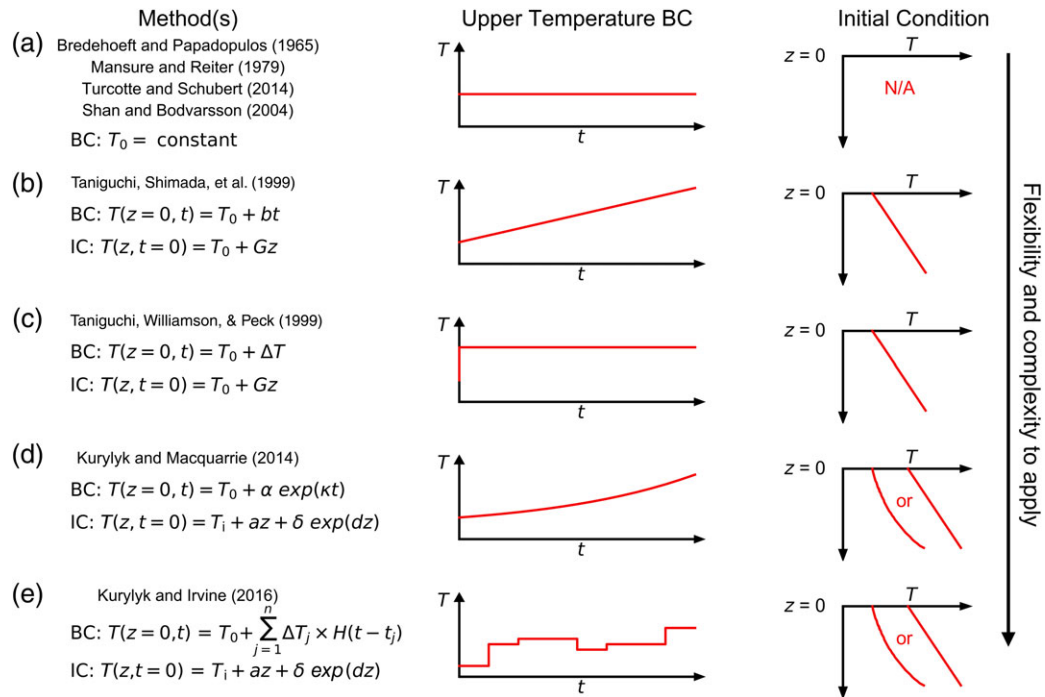 Method(s) Upper Temperature BC Initial Condition
(a) Bredehoeft and Papadopulos (1965)
Mansure and Reiter (1979)
Turcotte and Schubert (2014)
Shan and Bodvarsson (2004)
BC: T₀ = constant
T
t
z = 0
T
N/A
(b) Taniguchi, Shimada, et al. (1999)
BC: T(z = 0, t) = T₀ + bt
IC: T(z, t = 0) = T₀ + Gz
T
t
z = 0
T
(c) Taniguchi, Williamson, & Peck (1999)
BC: T(z = 0, t) = T₀ + ΔT
IC: T(z, t = 0) = T₀ + Gz
T
t
z = 0
T
(d) Kurylyk and Macquarrie (2014)
BC: T(z = 0, t) = T₀ + α exp(κt)
IC: T(z, t = 0) = Tᵢ + az + δ exp(dz)
T
t
z = 0
T
or
(e) Kurylyk and Irvine (2016)
BC: T(z = 0,t) = T₀ + ∑ⁿⱼ₌₁ ΔTⱼ × H(t − tⱼ)
IC: T(z,t = 0) = Tᵢ + az + δ exp(dz)
T
t
z = 0
T
or
Flexibility and complexity to apply